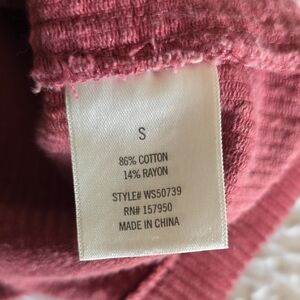 S
86% COTTON
14% RAYON
STYLE# WS50739
RN# 157950
MADE IN CHINA